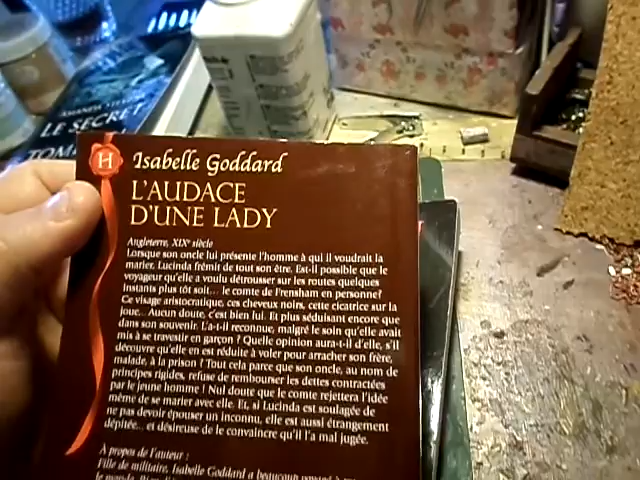 LE SECRET
H
Isabelle Goddard
L'AUDACE
D'UNE LADY
Angleterre, XIXe siècle
Lorsque son oncle lui présente l'homme à qui il voudrait la
marier, Lucinda frémit de tout son être. Est-il possible que le
voyageur qu'elle a voulu détrousser sur les routes quelques
instants plus tôt soit... le comte de Frensham en personne?
Ce visage aristocratique, ces cheveux noirs, cette cicatrice sur la
joue... Aucun doute, c'est bien lui. Et plus séduisant encore que
dans son souvenir. L'a-t-il reconnue, malgré le soin qu'elle avait
mis à se travestir en garçon ? Quelle opinion aura-t-il d'elle, s'il
découvre qu'elle en est réduite à voler pour arracher son frère,
malade, à la prison ? Tout cela parce que son oncle, au nom de
principes rigides, refuse de rembourser les dettes contractées
par le jeune homme ! Nul doute que le comte rejettera l'idée
même de se marier avec elle. Et, si Lucinda est soulagée de
ne pas devoir épouser un inconnu, elle est aussi étrangement
dépitée... et désireuse de le convaincre qu'il l'a mal jugée.
À propos de l'auteur :
Fille de militaire, Isabelle Goddard a beaucoup
le monde.